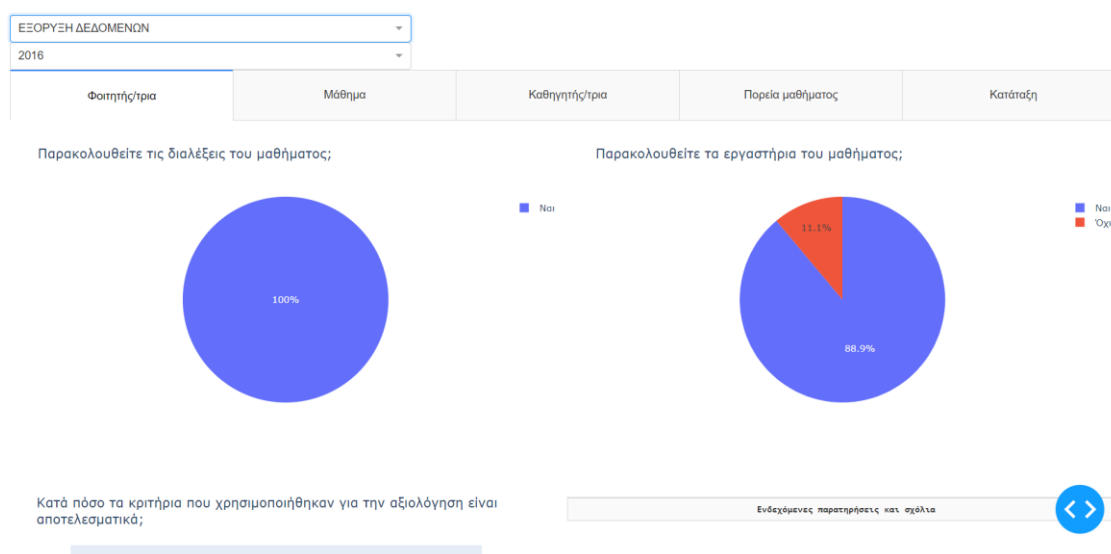 ΕΞΟΡΥΞΗ ΔΕΔΟΜΕΝΩΝ
2016
Φοιτητής/τρια
Μάθημα
Καθηγητής/τρια
Πορεία μαθήματος
Κατάταξη
Παρακολουθείτε τις διαλέξεις του μαθήματος;
Ναι
100%
Παρακολουθείτε τα εργαστήρια του μαθήματος;
Ναι
Όχι
11.1%
88.9%
Κατά πόσο τα κριτήρια που χρησιμοποιήθηκαν για την αξιολόγηση είναι
αποτελεσματικά;
Ενδεχόμενες παρατηρήσεις και σχόλια